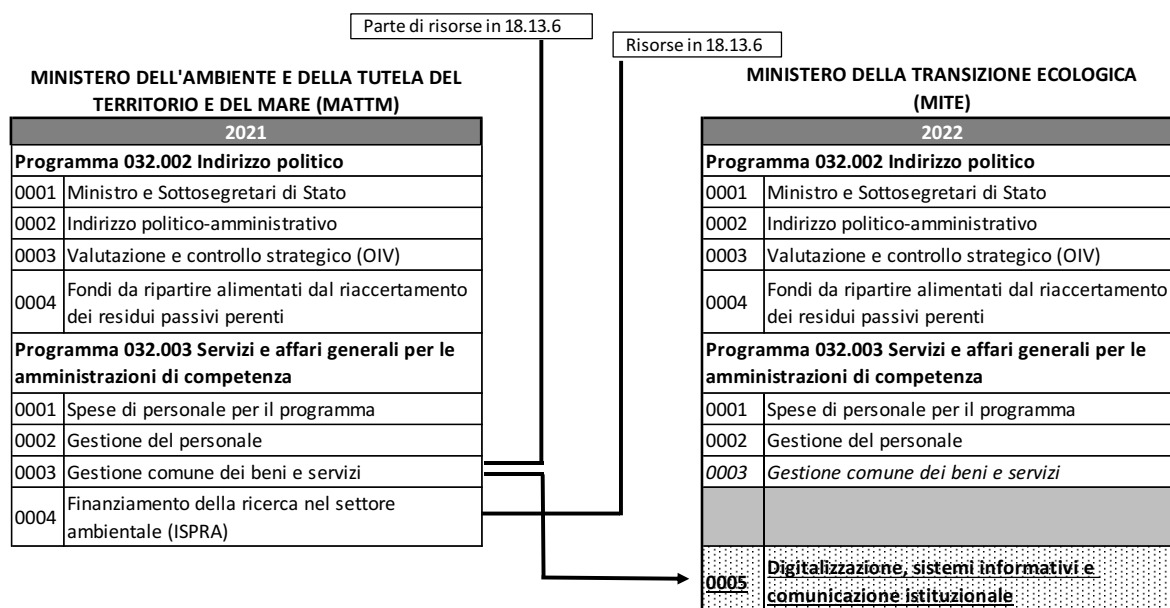 Parte di risorse in 18.13.6
Risorse in 18.13.6
MINISTERO DELL'AMBIENTE E DELLA TUTELA DEL
TERRITORIO E DEL MARE (MATTM)
2021
Programma 032.002 Indirizzo politico
0001 Ministro e Sottosegretari di Stato
0002 Indirizzo politico-amministrativo
0003 Valutazione e controllo strategico (OIV)
0004 Fondi da ripartire alimentati dal riaccertamento
dei residui passivi perenti
Programma 032.003 Servizi e affari generali per le
amministrazioni di competenza
0001 Spese di personale per il programma
0002 Gestione del personale
0003 Gestione comune dei beni e servizi
0004 Finanziamento della ricerca nel settore
ambientale (ISPRA)
MINISTERO DELLA TRANSIZIONE ECOLOGICA
(MITE)
2022
Programma 032.002 Indirizzo politico
0001 Ministro e Sottosegretari di Stato
0002 Indirizzo politico-amministrativo
0003 Valutazione e controllo strategico (OIV)
0004 Fondi da ripartire alimentati dal riaccertamento
dei residui passivi perenti
Programma 032.003 Servizi e affari generali per le
amministrazioni di competenza
0001 Spese di personale per il programma
0002 Gestione del personale
0003 Gestione comune dei beni e servizi
0005 Digitalizzazione, sistemi informativi e
comunicazione istituzionale